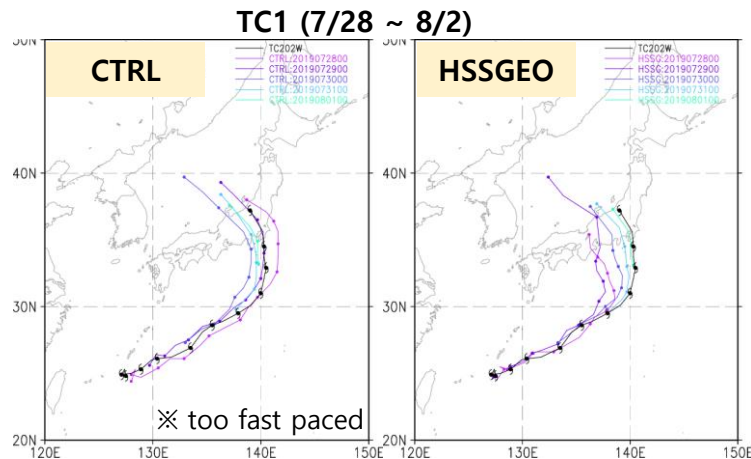 TC1 (7/28 ~ 8/2)
CTRL
TC202W
CTRL:2019072800
CTRL:2019072900
CTRL:2019073000
CTRL:2019073100
CTRL:2019080100
50N
40N
30N
20N
120E 130E 140E 150E
※ too fast paced
HSSGEO
TC202W
HSSG:2019072800
HSSG:2019072900
HSSG:2019073000
HSSG:2019073100
HSSG:2019080100
50N
40N
30N
20N
120E 130E 140E 150E